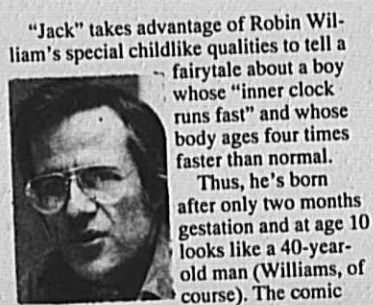 "Jack" takes advantage of Robin Wil-
liam's special childlike qualities to tell a
fairytale about a boy
whose "inner clock
runs fast" and whose
body ages four times
faster than normal.
Thus, he's born
after only two months
gestation and at age 10
looks like a 40-year-
old man (Williams, of
course). The comic